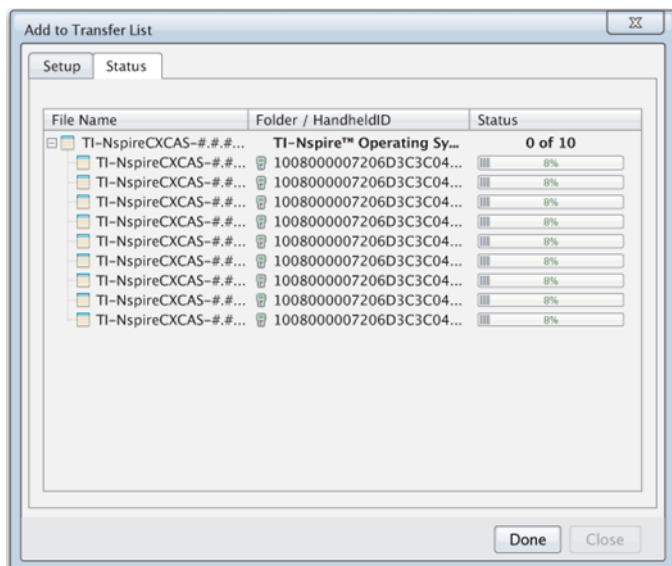 Add to Transfer List
Setup Status
File Name Folder / HandheldID Status
TI-NspireCXCAS-#.#.#... TI-Nspire™ Operating Sy... 0 of 10
TI-NspireCXCAS-#.#... 1008000007206D3C3C04... 8%
TI-NspireCXCAS-#.#... 1008000007206D3C3C04... 8%
TI-NspireCXCAS-#.#... 1008000007206D3C3C04... 8%
TI-NspireCXCAS-#.#... 1008000007206D3C3C04... 8%
TI-NspireCXCAS-#.#... 1008000007206D3C3C04... 8%
TI-NspireCXCAS-#.#... 1008000007206D3C3C04... 8%
TI-NspireCXCAS-#.#... 1008000007206D3C3C04... 8%
TI-NspireCXCAS-#.#... 1008000007206D3C3C04... 8%
TI-NspireCXCAS-#.#... 1008000007206D3C3C04... 8%
Done Close